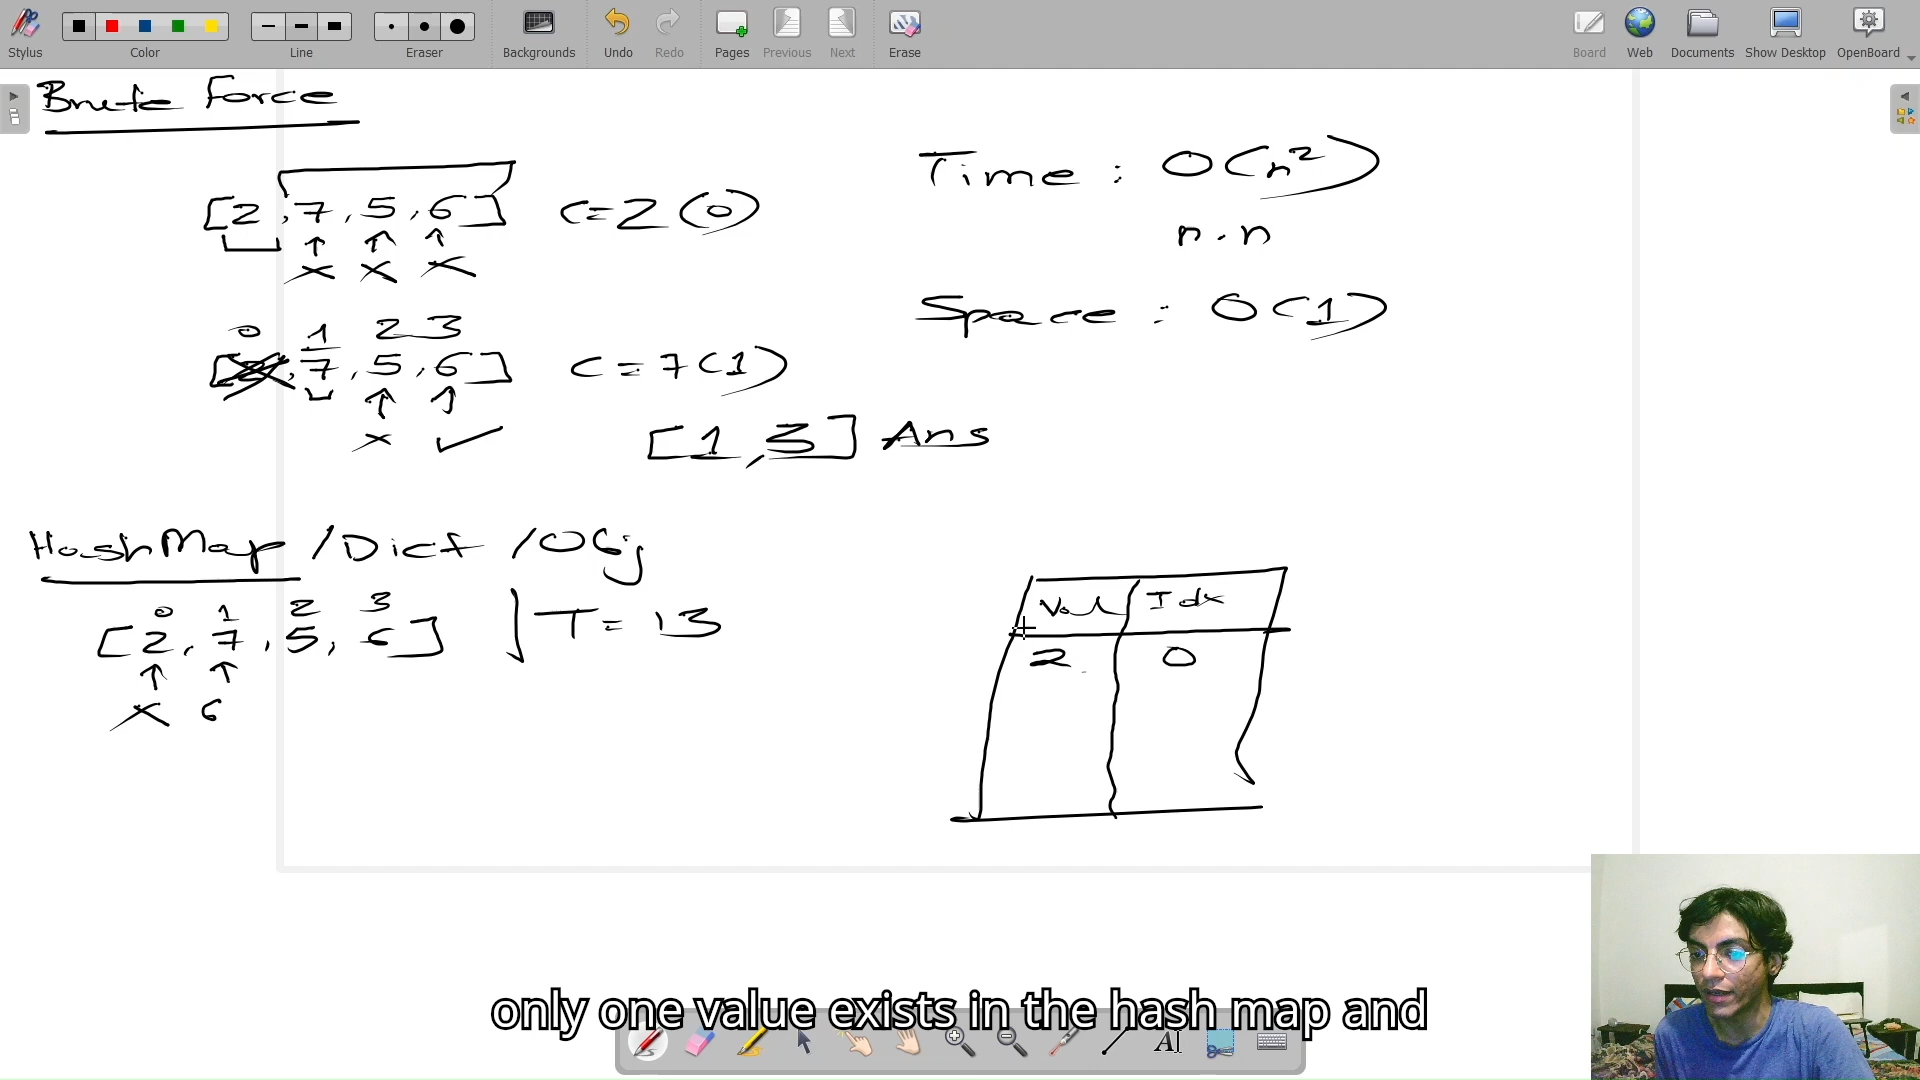 Stylus Color Line Eraser Backgrounds Undo Redo Pages Previous Next Erase Board Web Documents Show Desktop OpenBoard
Brute Force
[2, 7, 5, 6] C=2(0)
Time : O(n²)
n.n
Space : O(1)
0 1 2 3
7, 5, 6] C=7(1)
[1, 3] Ans
HashMap / Dict / Obj
0 1 2 3
[2, 7, 5, 6] T= 13
6
Val Idx
2 0
only one value exists in the hash map and